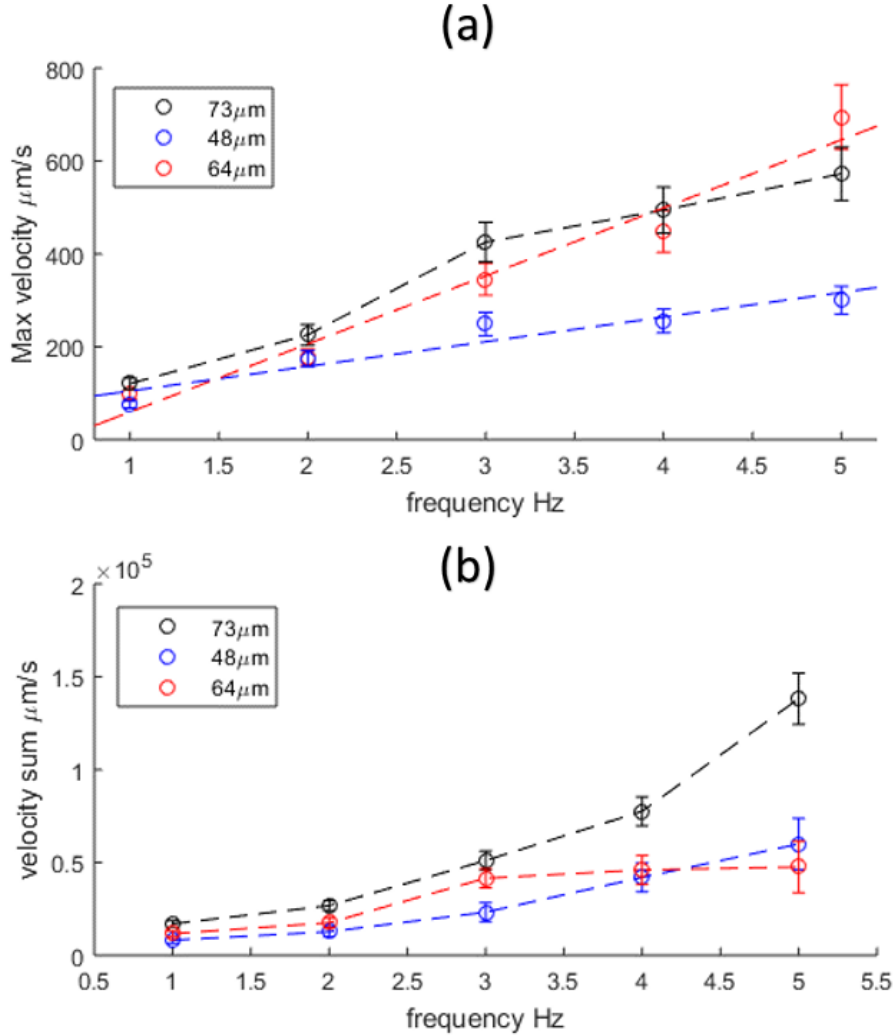 (a)
800
600
400
200
0
Max velocity μm/s
73μm
48μm
64μm
1
1.5
2
2.5
3
3.5
4
4.5
5
frequency Hz
(b)
× 10^5
2
1.5
1
0.5
0
velocity sum μm/s
73μm
48μm
64μm
0.5
1
1.5
2
2.5
3
3.5
4
4.5
5
5.5
frequency Hz